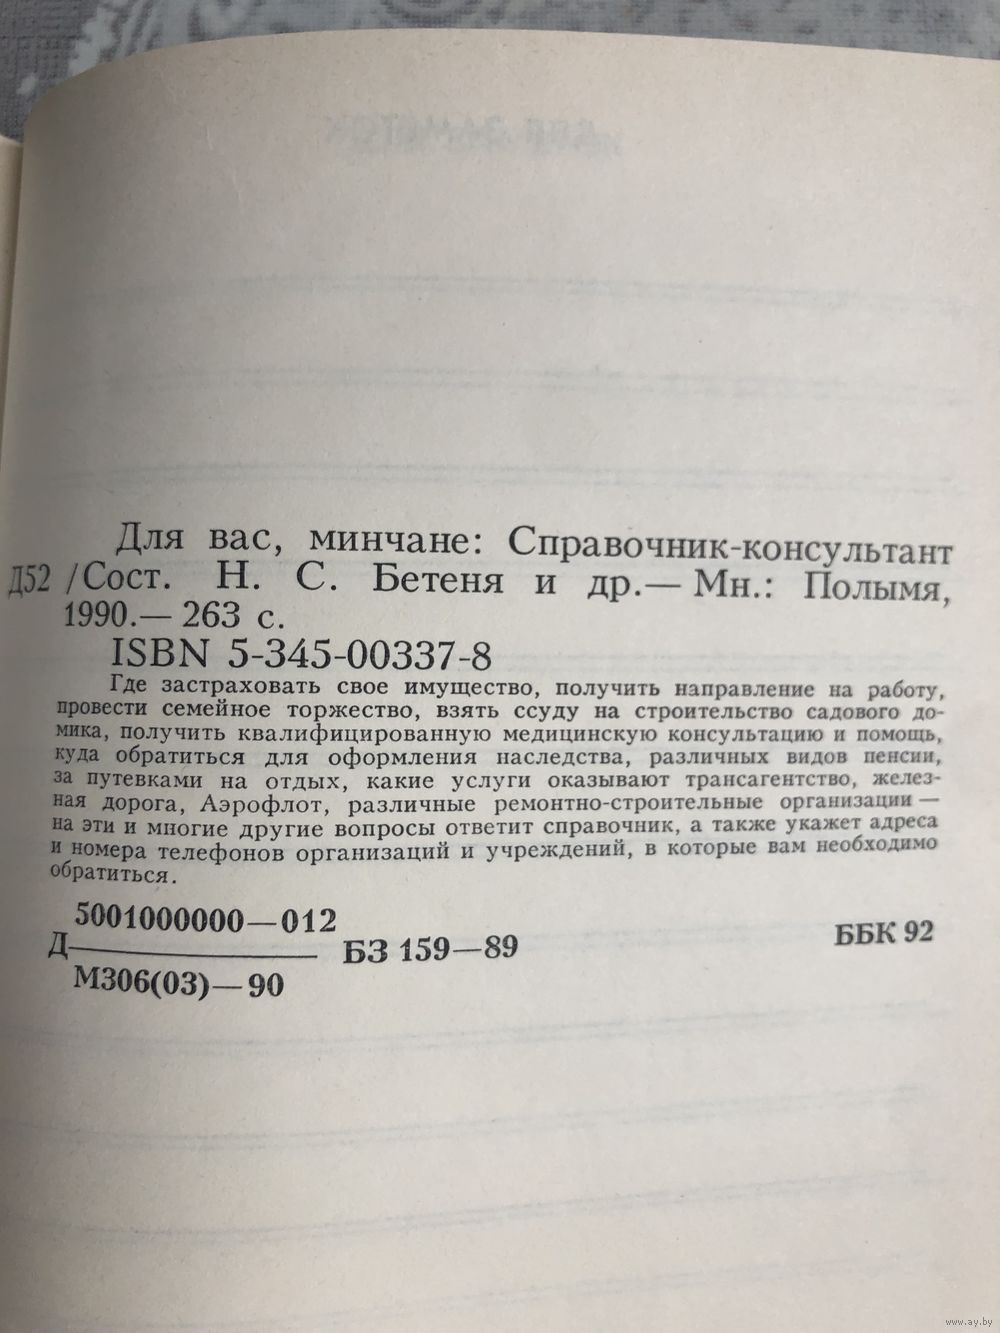 Для вас, минчане: Справочник-консультант
Д52 /Сост. Н. С. Бетеня и др.— Мн.: Полымя,
1990.— 263 с.
ISBN 5-345-00337-8
Где застраховать свое имущество, получить направление на работу,
провести семейное торжество, взять ссуду на строительство садового до-
мика, получить квалифицированную медицинскую консультацию и помощь,
куда обратиться для оформления наследства, различных видов пенсии,
за путевками на отдых, какие услуги оказывают трансагентство, желез-
ная дорога, Аэрофлот, различные ремонтно-строительные организации —
на эти и многие другие вопросы ответит справочник, а также укажет адреса
и номера телефонов организаций и учреждений, в которые вам необходимо
обратиться.
5001000000—012
Д———— БЗ 159—89 ББК 92
М306(03)—90
www.ay.by